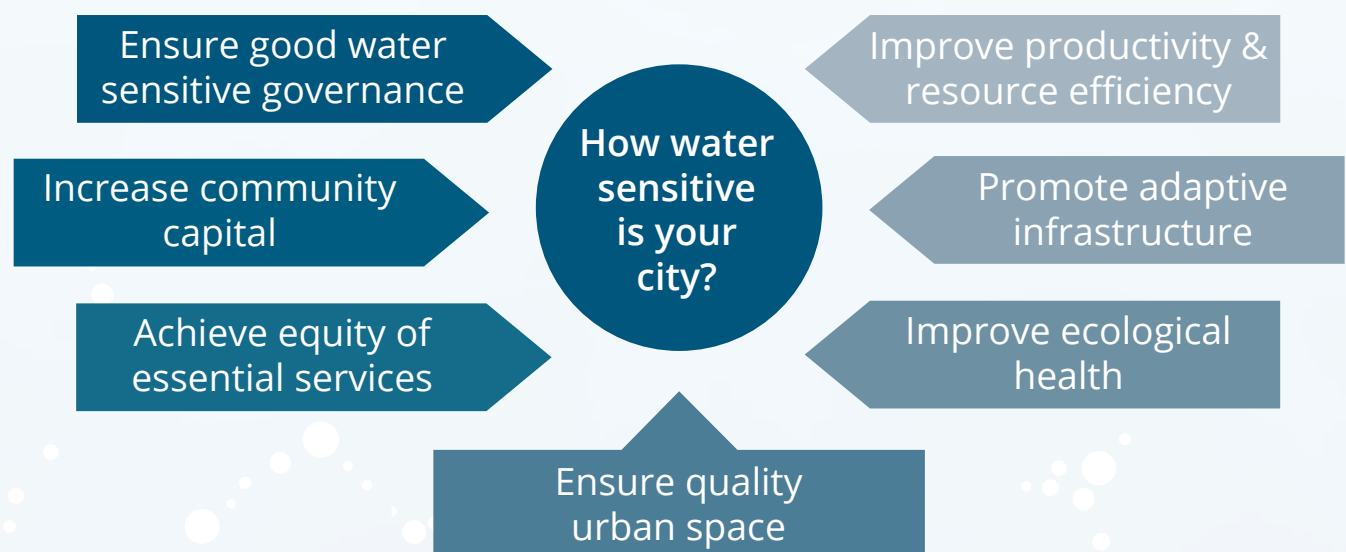 Ensure good water
sensitive governance
Increase community
capital
Achieve equity of
essential services
How water
sensitive
is your
city?
Improve productivity &
resource efficiency
Promote adaptive
infrastructure
Improve ecological
health
Ensure quality
urban space